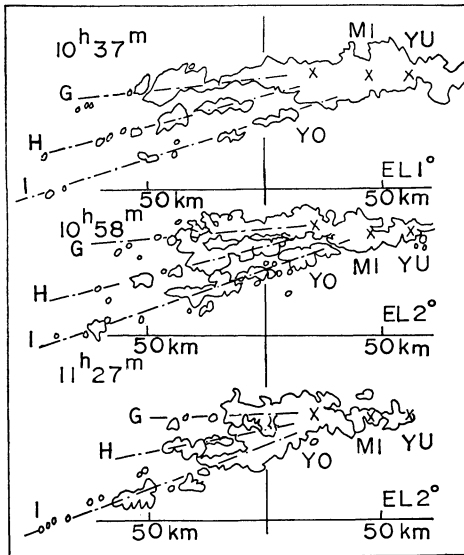 10h37m
MI
YU
G
H
YO
I
EL1°
50km 50km
10h58m
G
H
YO MI YU
I
EL2°
50km 50km
11h27m
G
H
YO MI YU
I
EL2°
50km 50km